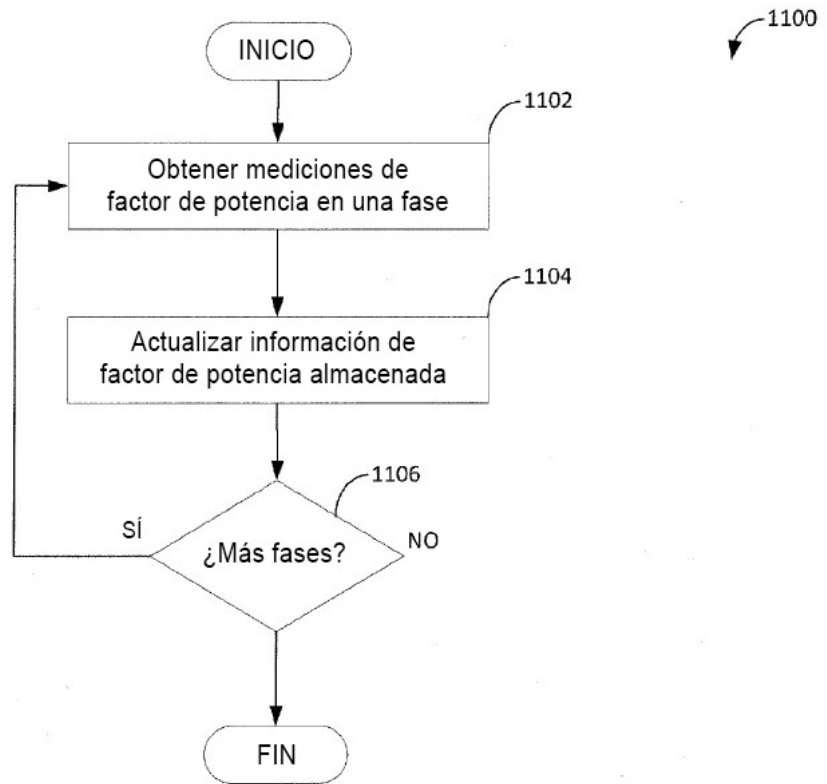 1100
INICIO
1102
Obtener mediciones de
factor de potencia en una fase
1104
Actualizar información de
factor de potencia almacenada
1106
SÍ
¿Más fases?
NO
FIN